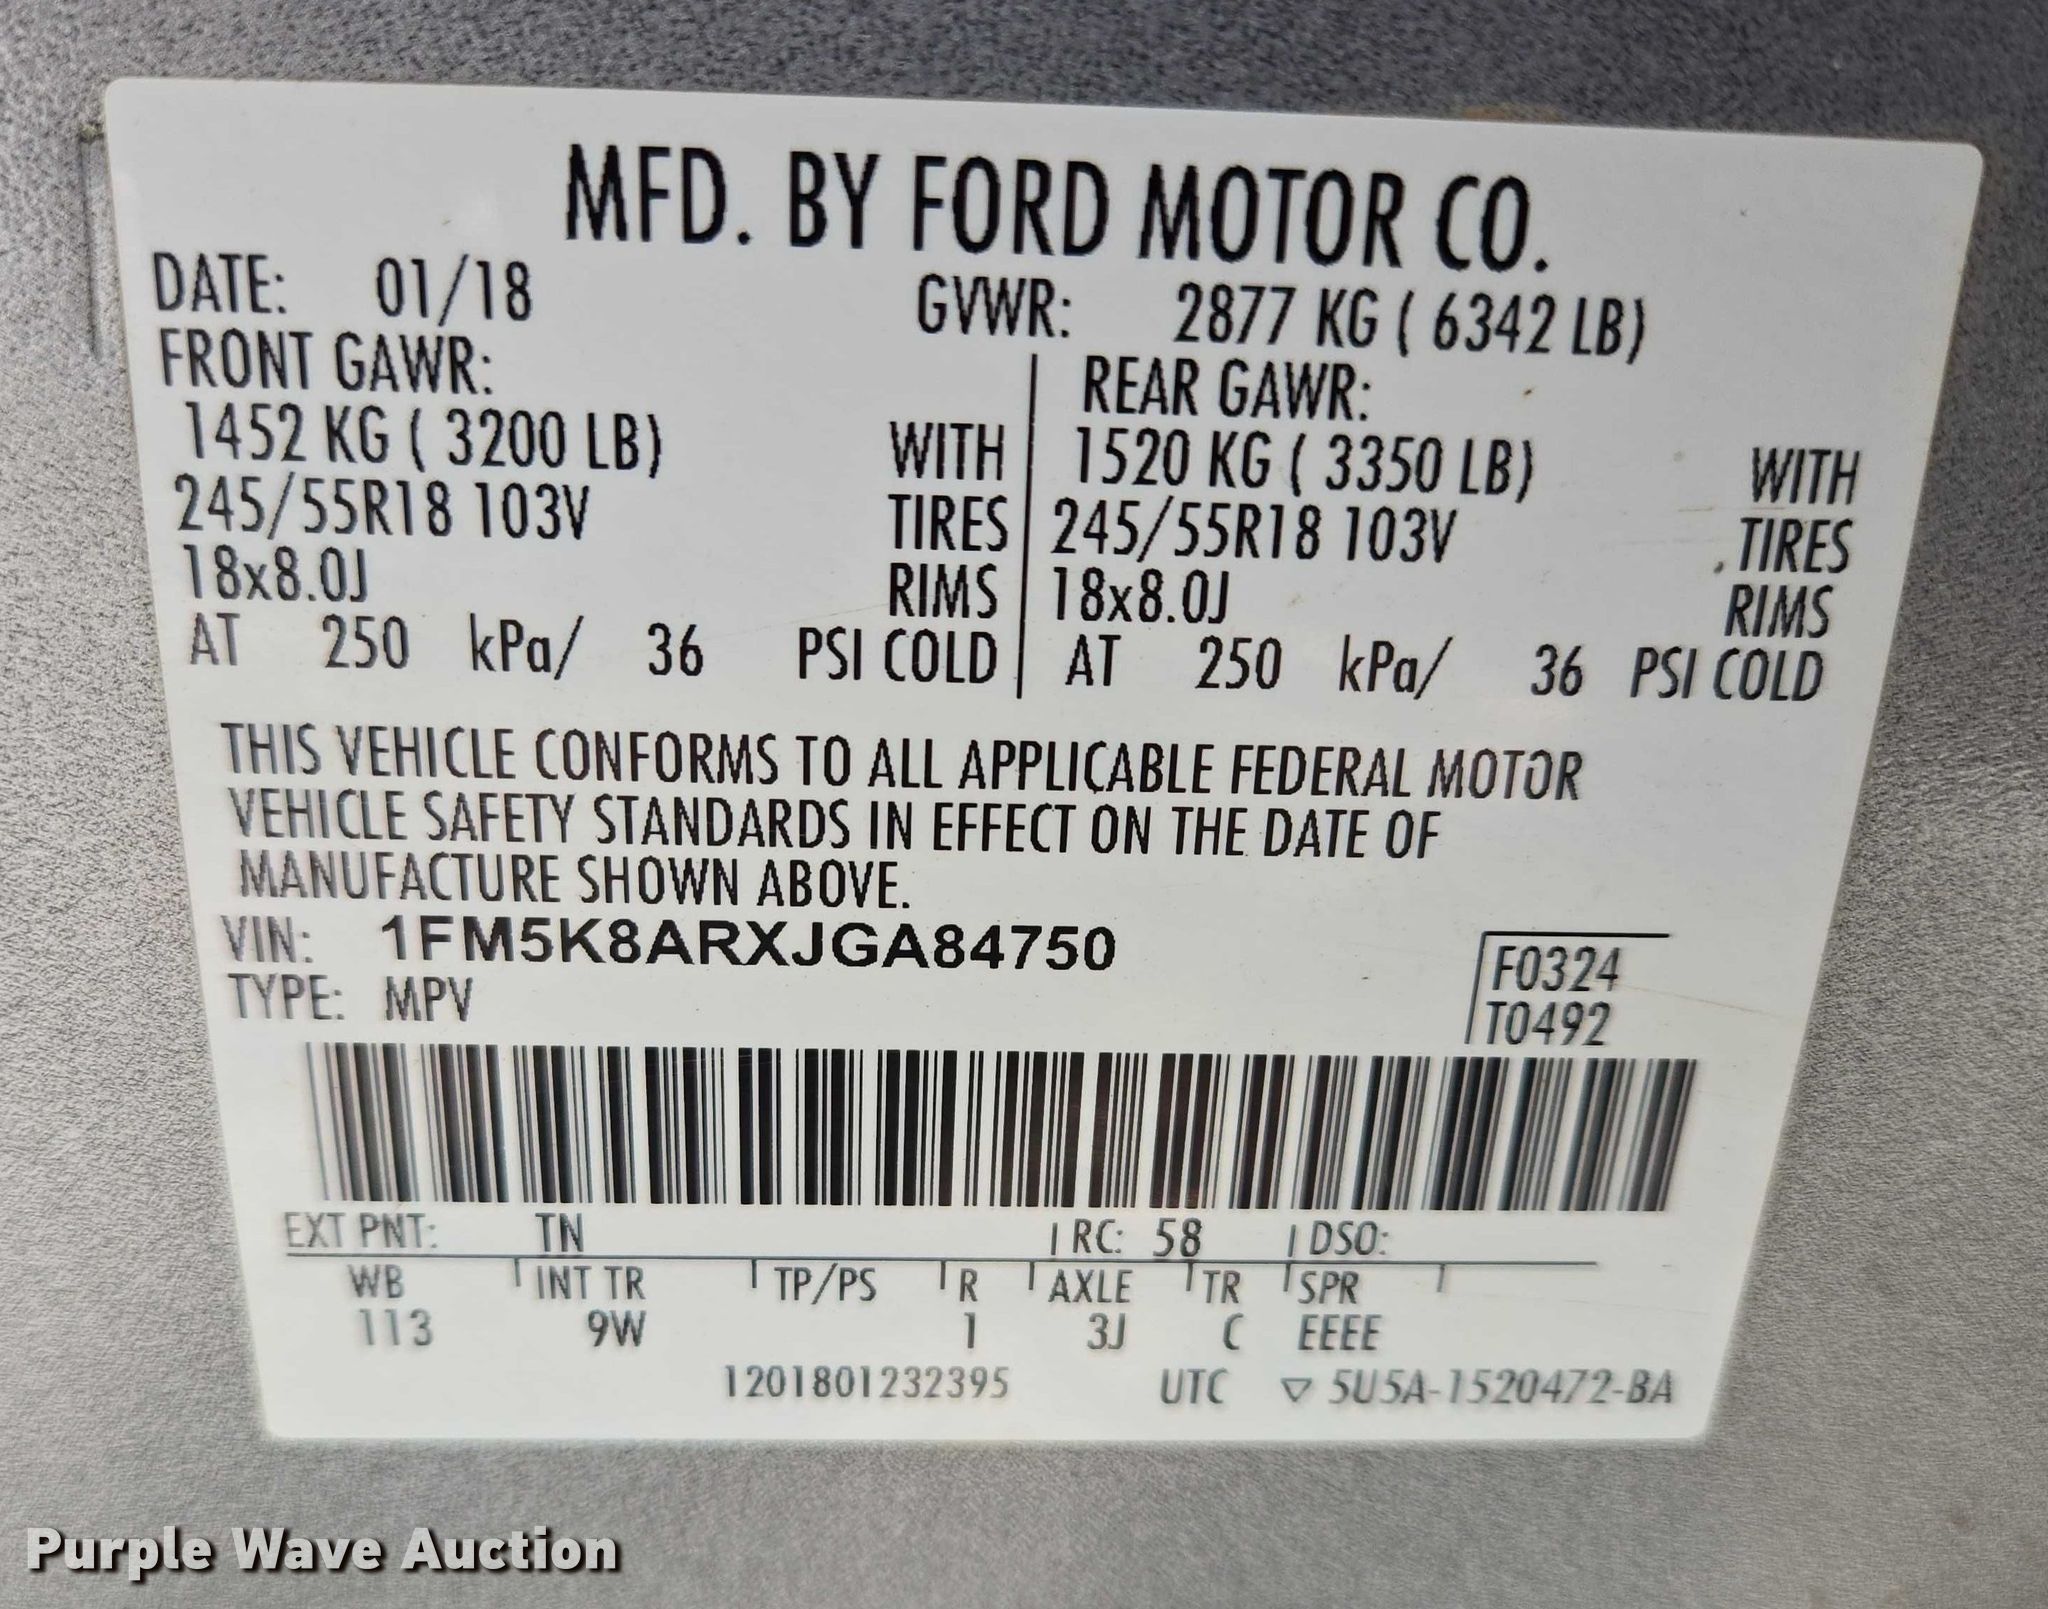 MFD. BY FORD MOTOR CO.
DATE: 01/18 GVWR: 2877 KG ( 6342 LB)
FRONT GAWR: REAR GAWR:
1452 KG ( 3200 LB) WITH 1520 KG ( 3350 LB) WITH
245/55R18 103V TIRES 245/55R18 103V TIRES
18x8.0J RIMS 18x8.0J RIMS
AT 250 kPa/ 36 PSI COLD AT 250 kPa/ 36 PSI COLD
THIS VEHICLE CONFORMS TO ALL APPLICABLE FEDERAL MOTOR
VEHICLE SAFETY STANDARDS IN EFFECT ON THE DATE OF
MANUFACTURE SHOWN ABOVE.
VIN: 1FM5K8ARXJGA84750 F0324
TYPE: MPV T0492
EXT PNT: TN RC: 58 DSO:
WB INT TR TP/PS R AXLE TR SPR
113 9W 1 3J C EEEE
1201801232395 UTC ▽ 5U5A-1520472-BA
Purple Wave Auction